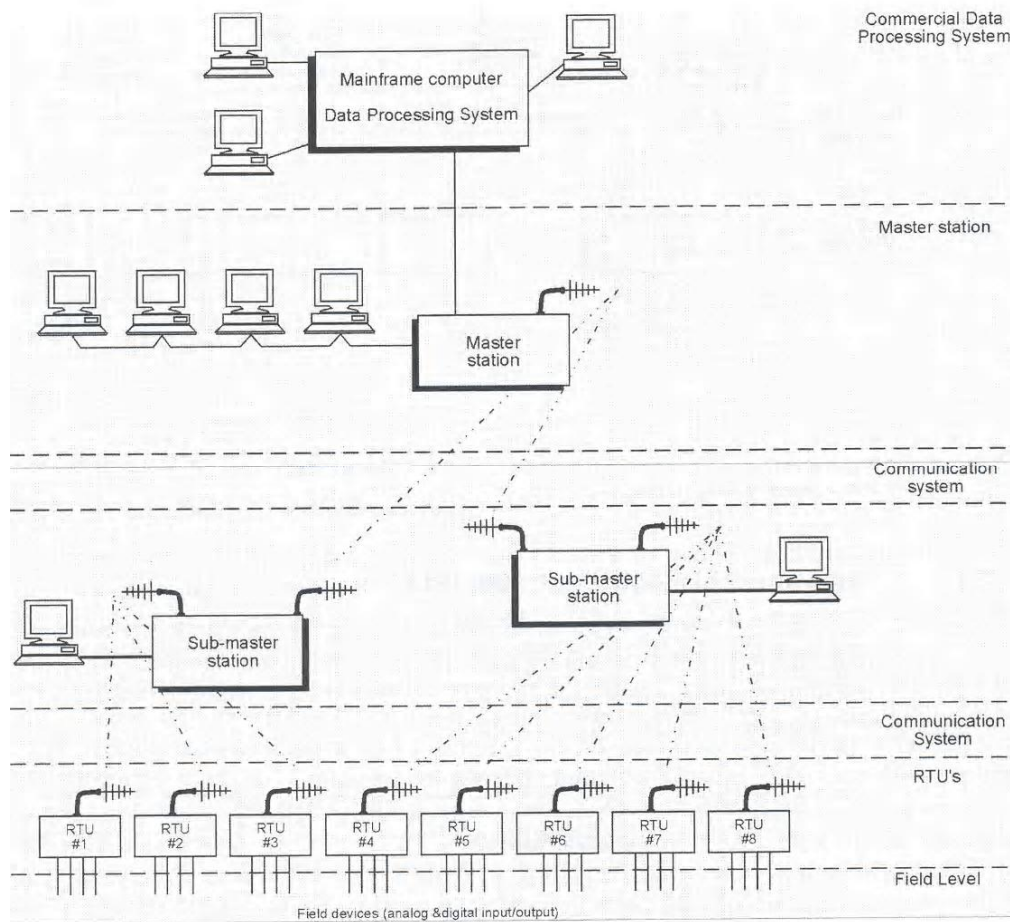 Commercial Data
Processing System
Mainframe computer
Data Processing System
Master station
Master
station
Communication
system
Sub-master
station
Sub-master
station
Communication
System
RTU's
RTU
#1
RTU
#2
RTU
#3
RTU
#4
RTU
#5
RTU
#6
RTU
#7
RTU
#8
Field Level
Field devices (analog &digital input/output)